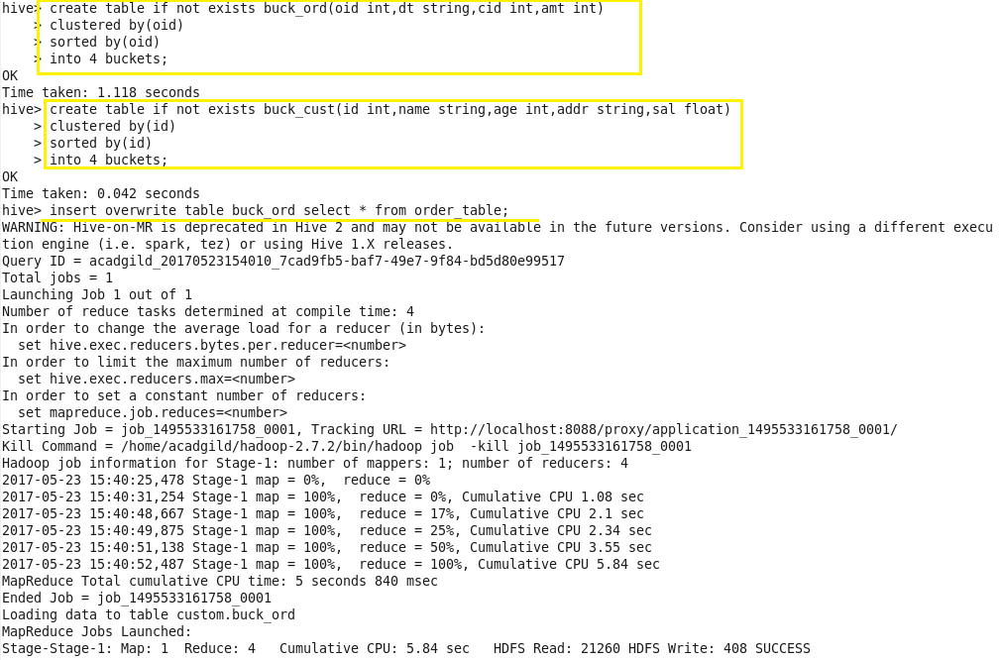 hive> create table if not exists buck_ord(oid int,dt string,cid int,amt int)
    > clustered by(oid)
    > sorted by(oid)
    > into 4 buckets;
OK
Time taken: 1.118 seconds
hive> create table if not exists buck_cust(id int,name string,age int,addr string,sal float)
    > clustered by(id)
    > sorted by(id)
    > into 4 buckets;
OK
Time taken: 0.042 seconds
hive> insert overwrite table buck_ord select * from order_table;
WARNING: Hive-on-MR is deprecated in Hive 2 and may not be available in the future versions. Consider using a different execu
tion engine (i.e. spark, tez) or using Hive 1.X releases.
Query ID = acadgild_20170523154010_7cad9fb5-baf7-49e7-9f84-bd5d80e99517
Total jobs = 1
Launching Job 1 out of 1
Number of reduce tasks determined at compile time: 4
In order to change the average load for a reducer (in bytes):
  set hive.exec.reducers.bytes.per.reducer=<number>
In order to limit the maximum number of reducers:
  set hive.exec.reducers.max=<number>
In order to set a constant number of reducers:
  set mapreduce.job.reduces=<number>
Starting Job = job_1495533161758_0001, Tracking URL = http://localhost:8088/proxy/application_1495533161758_0001/
Kill Command = /home/acadgild/hadoop-2.7.2/bin/hadoop job  -kill job_1495533161758_0001
Hadoop job information for Stage-1: number of mappers: 1; number of reducers: 4
2017-05-23 15:40:25,478 Stage-1 map = 0%,  reduce = 0%
2017-05-23 15:40:31,254 Stage-1 map = 100%,  reduce = 0%, Cumulative CPU 1.08 sec
2017-05-23 15:40:48,667 Stage-1 map = 100%,  reduce = 17%, Cumulative CPU 2.1 sec
2017-05-23 15:40:49,875 Stage-1 map = 100%,  reduce = 25%, Cumulative CPU 2.34 sec
2017-05-23 15:40:51,138 Stage-1 map = 100%,  reduce = 50%, Cumulative CPU 3.55 sec
2017-05-23 15:40:52,487 Stage-1 map = 100%,  reduce = 100%, Cumulative CPU 5.84 sec
MapReduce Total cumulative CPU time: 5 seconds 840 msec
Ended Job = job_1495533161758_0001
Loading data to table custom.buck_ord
MapReduce Jobs Launched:
Stage-Stage-1: Map: 1  Reduce: 4   Cumulative CPU: 5.84 sec   HDFS Read: 21260 HDFS Write: 408 SUCCESS